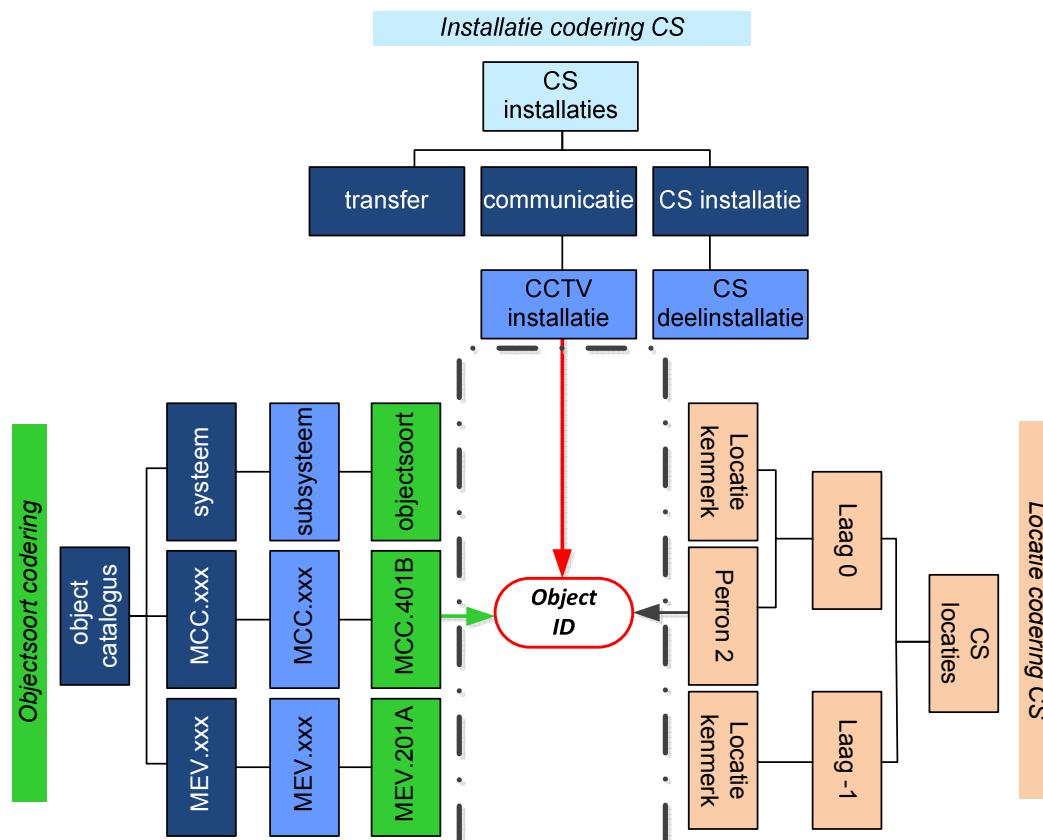 Installatie codering CS
CS
installaties
transfer
communicatie
CS installatie
CCTV
installatie
CS
deelinstallatie
Objectsoort codering
object
catalogus
systeem
subsysteem
objectsoort
MCC.xxx
MCC.xxx
MCC.401B
MEV.xxx
MEV.xxx
MEV.201A
Object
ID
Locatie
kenmerk
Perron 2
Locatie
kenmerk
Laag 0
Laag -1
CS
locaties
Locatie codering CS